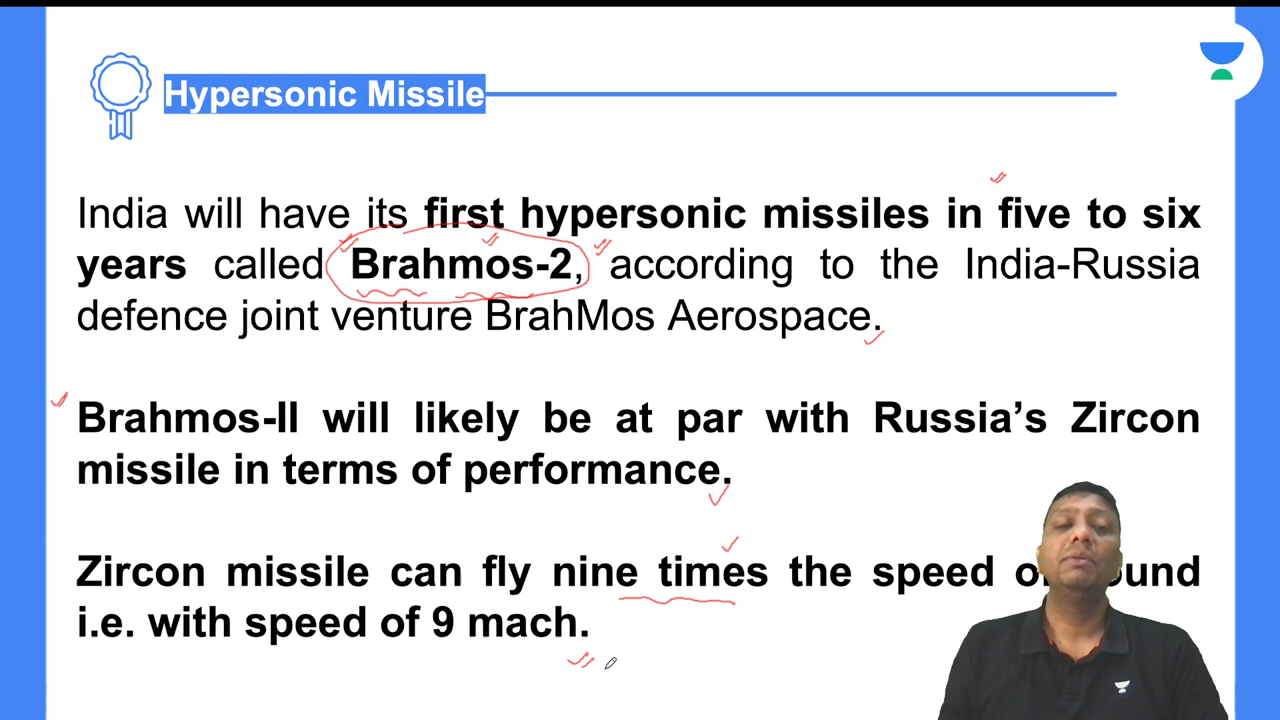 Hypersonic Missile
India will have its first hypersonic missiles in five to six
years called Brahmos-2, according to the India-Russia
defence joint venture BrahMos Aerospace.
Brahmos-II will likely be at par with Russia’s Zircon
missile in terms of performance.
Zircon missile can fly nine times the speed
i.e. with speed of 9 mach.